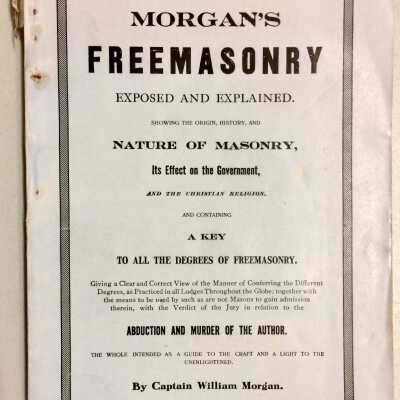 MORGAN'S
FREEMASONRY
EXPOSED AND EXPLAINED.
SHOWING THE ORIGIN, HISTORY, AND
NATURE OF MASONRY,
Its Effect on the Government,
AND THE CHRISTIAN RELIGION,
AND CONTAINING
A KEY
TO ALL THE DEGREES OF FREEMASONRY.
Giving a Clear and Correct View of the Manner of Conferring the Different
Degrees, as Practiced in all Lodges Throughout the Globe; together with
the means to be used by such as are not Masons to gain admission
therein, with the Verdict of the Jury in relation to the
ABDUCTION AND MURDER OF THE AUTHOR.
THE WHOLE INTENDED AS A GUIDE TO THE CRAFT AND A LIGHT TO THE
UNENLIGHTENED.
By Captain William Morgan.